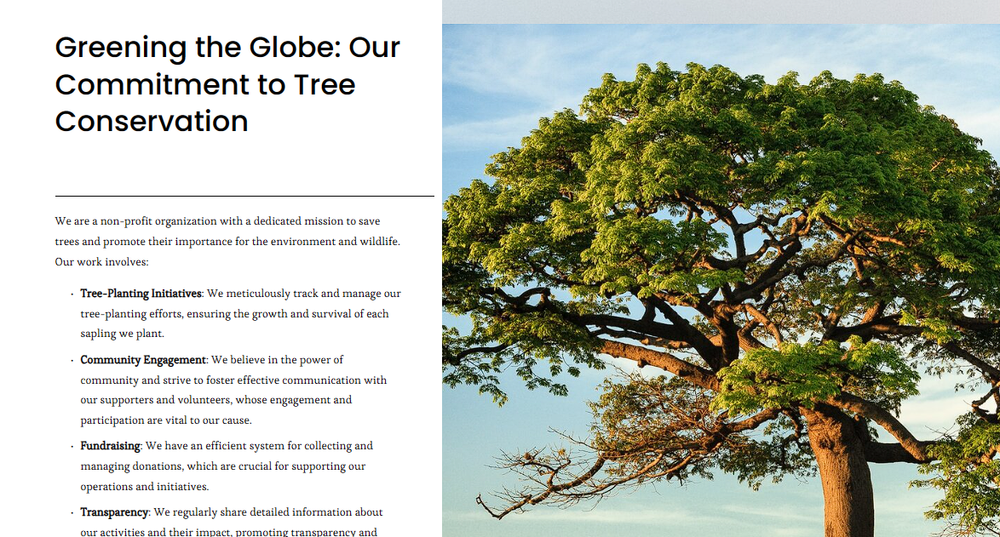 Greening the Globe: Our
Commitment to Tree
Conservation
We are a non-profit organization with a dedicated mission to save
trees and promote their importance for the environment and wildlife.
Our work involves:
· Tree-Planting Initiatives: We meticulously track and manage our
tree-planting efforts, ensuring the growth and survival of each
sapling we plant.
· Community Engagement: We believe in the power of
community and strive to foster effective communication with
our supporters and volunteers, whose engagement and
participation are vital to our cause.
· Fundraising: We have an efficient system for collecting and
managing donations, which are crucial for supporting our
operations and initiatives.
· Transparency: We regularly share detailed information about
our activities and their impact, promoting transparency and